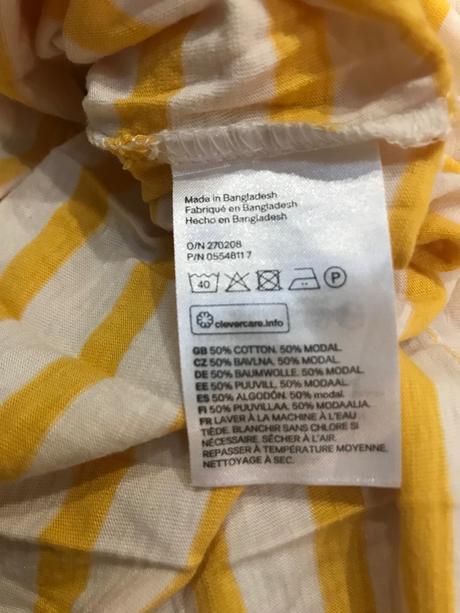 Made in Bangladesh
Fabriqué en Bangladesh
Hecho en Bangladesh
O/N 270208
P/N 0554811 7
40
P
clevercare.info
GB 50% COTTON. 50% MODAL.
CZ 50% BAVLNA. 50% MODAL.
DE 50% BAUMWOLLE. 50% MODAL.
EE 50% PUUVILL. 50% MODAAL.
ES 50% ALGODÓN. 50% modal.
FI 50% PUUVILLAA. 50% MODAALIA.
FR LAVER À LA MACHINE À L'EAU
TIÈDE. BLANCHIR SANS CHLORE SI
NÉCESSAIRE. SÉCHER À L'AIR.
REPASSER À TEMPÉRATURE MOYENNE.
NETTOYAGE À SEC.